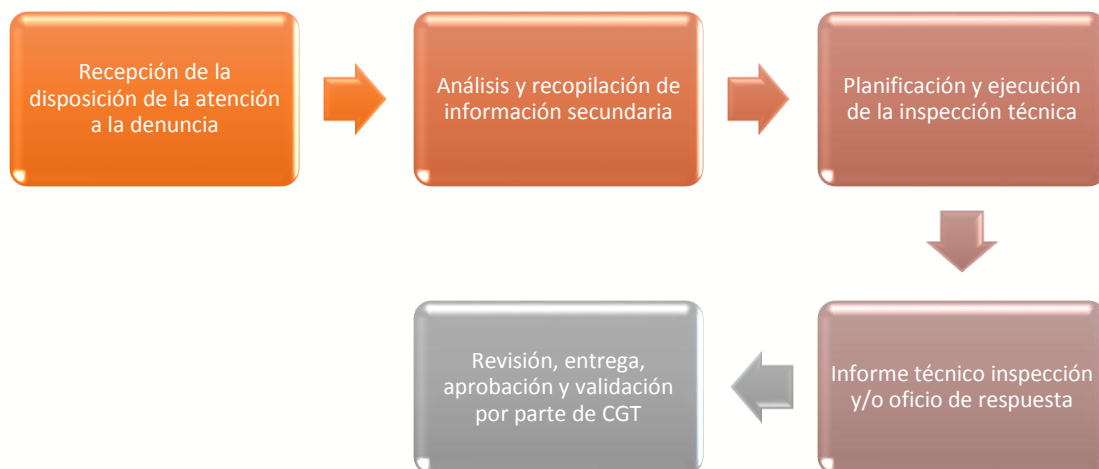 Recepción de la
disposición de la atención
a la denuncia
Análisis y recopilación de
información secundaria
Planificación y ejecución
de la inspección técnica
Informe técnico inspección
y/o oficio de respuesta
Revisión, entrega,
aprobación y validación
por parte de CGT